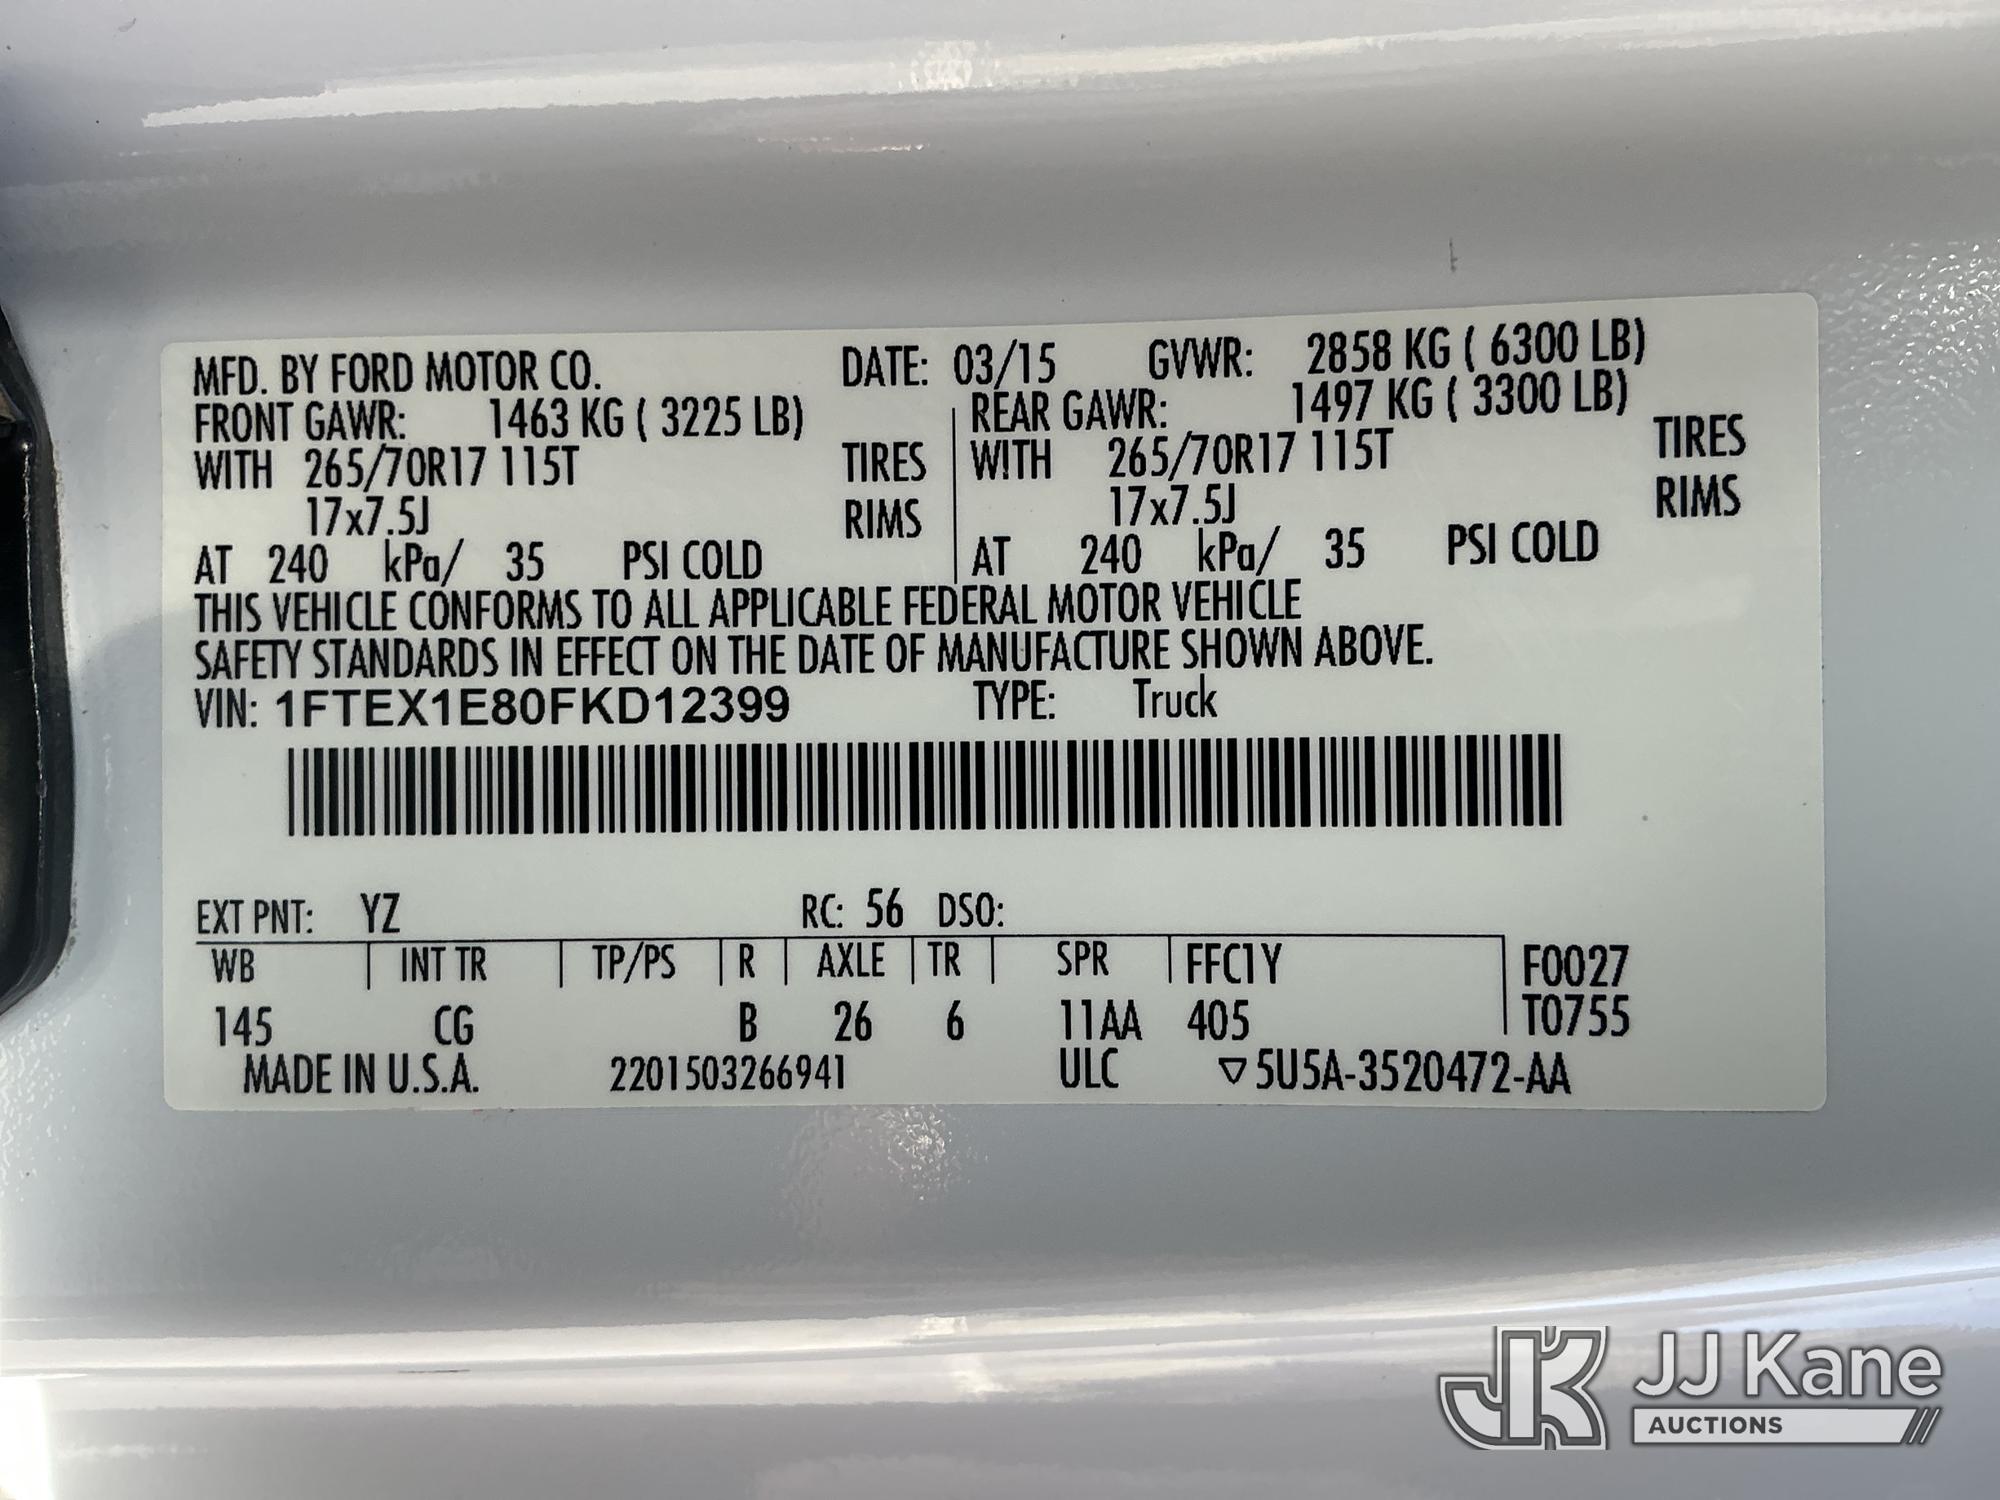 MFD. BY FORD MOTOR CO. DATE: 03/15 GVWR: 2858 KG ( 6300 LB)
FRONT GAWR: 1463 KG ( 3225 LB) REAR GAWR: 1497 KG ( 3300 LB)
WITH 265/70R17 115T TIRES WITH 265/70R17 115T TIRES
17x7.5J RIMS 17x7.5J RIMS
AT 240 kPa/ 35 PSI COLD AT 240 kPa/ 35 PSI COLD
THIS VEHICLE CONFORMS TO ALL APPLICABLE FEDERAL MOTOR VEHICLE
SAFETY STANDARDS IN EFFECT ON THE DATE OF MANUFACTURE SHOWN ABOVE.
VIN: 1FTEX1E80FKD12399 TYPE: Truck
EXT PNT: YZ RC: 56 DSO:
WB INT TR TP/PS R AXLE TR SPR FFC1Y F0027
145 CG B 26 6 11AA 405 T0755
MADE IN U.S.A. 2201503266941 ULC ▽5U5A-3520472-AA
JK JJ Kane
AUCTIONS